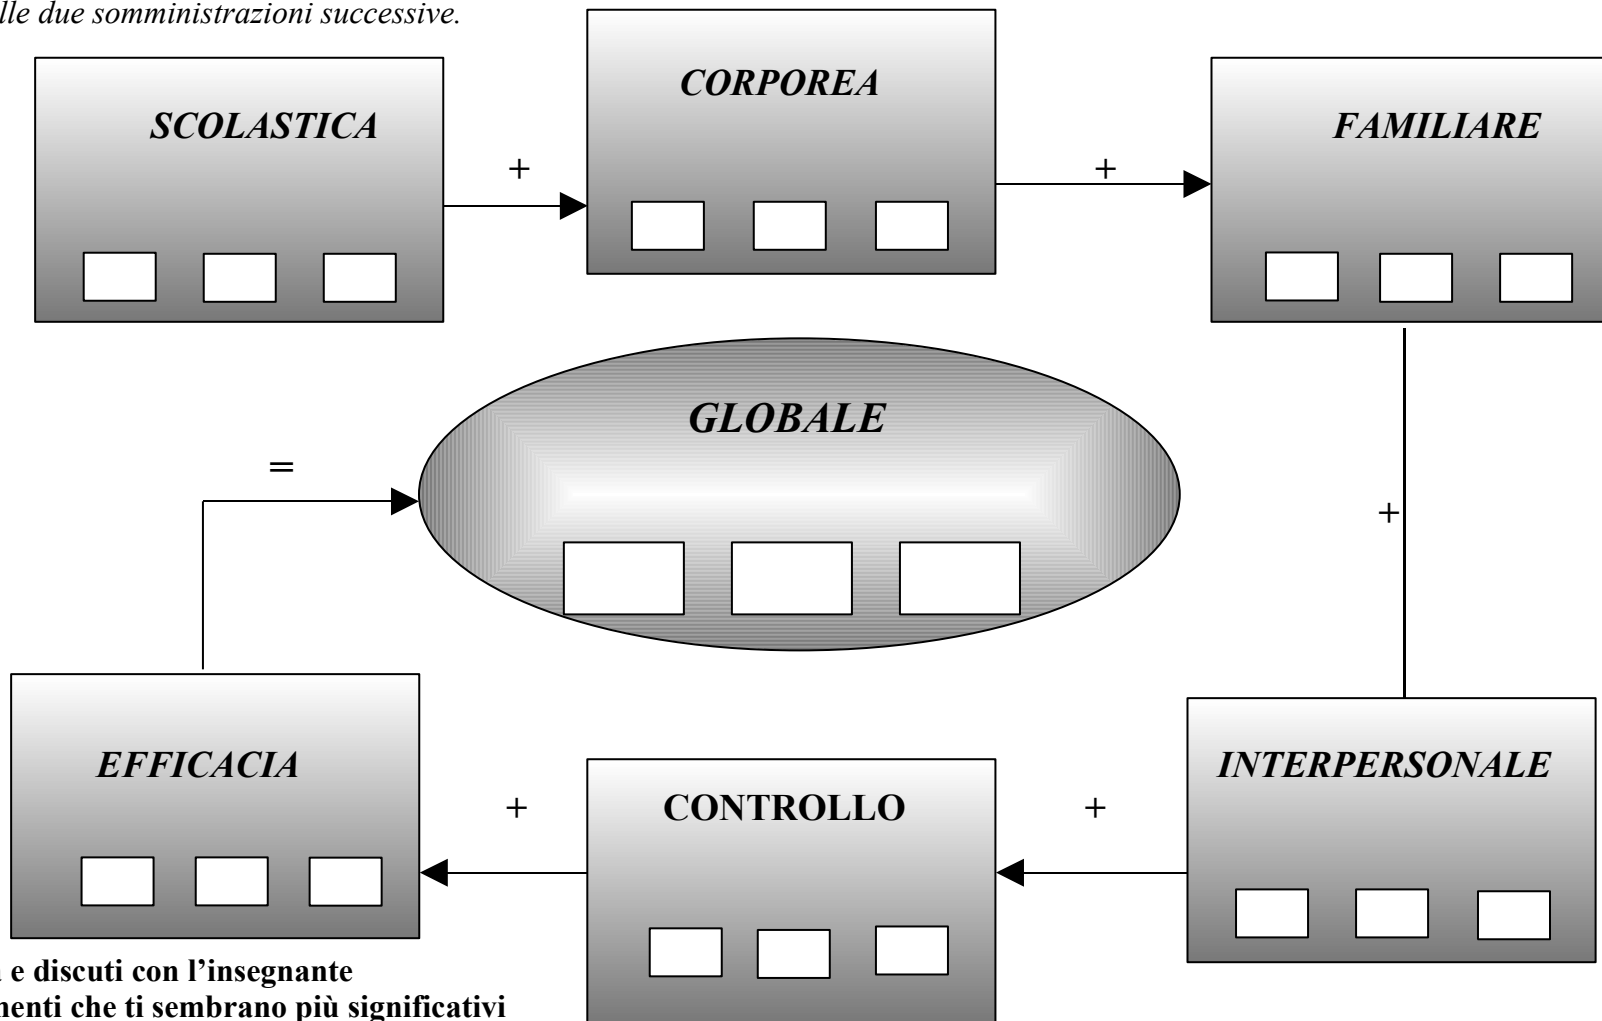 lle due somministrazioni successive.
CORPOREA
SCOLASTICA
FAMILIARE
+
+
GLOBALE
=
+
EFFICACIA
INTERPERSONALE
CONTROLLO
+
+
e discuti con l’insegnante
menti che ti sembrano più significativi